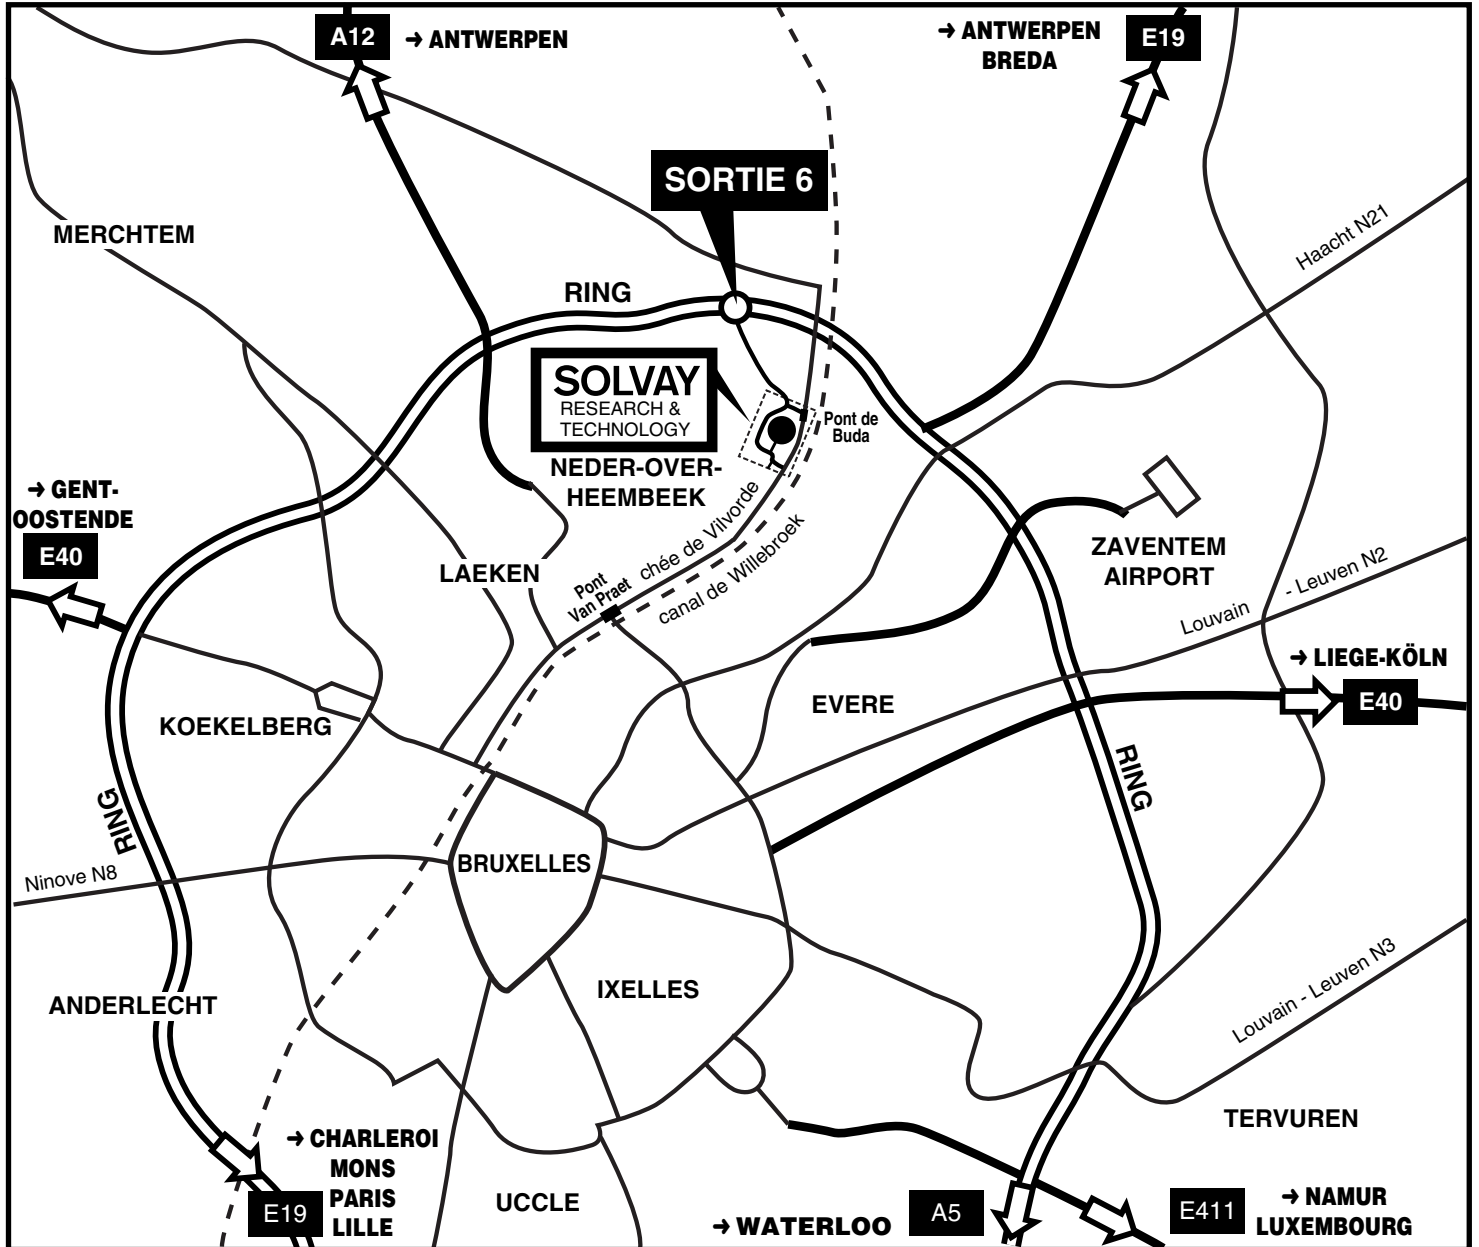 A12
➔ ANTWERPEN
➔ ANTWERPEN
BREDA
E19
SORTIE 6
MERCHTEM
Haacht N21
RING
SOLVAY
RESEARCH &
TECHNOLOGY
Pont de
Buda
NEDER-OVER-
HEEMBEEK
➔ GENT-
OOSTENDE
E40
chée de Vilvorde
canal de Willebroek
ZAVENTEM
AIRPORT
LAEKEN
Pont
Van Praet
Louvain - Leuven N2
➔ LIEGE-KÖLN
E40
EVERE
KOEKELBERG
RING
RING
BRUXELLES
Ninove N8
IXELLES
ANDERLECHT
Louvain - Leuven N3
TERVUREN
➔ CHARLEROI
MONS
PARIS
LILLE
E19
UCCLE
➔ WATERLOO
A5
E411
➔ NAMUR
LUXEMBOURG